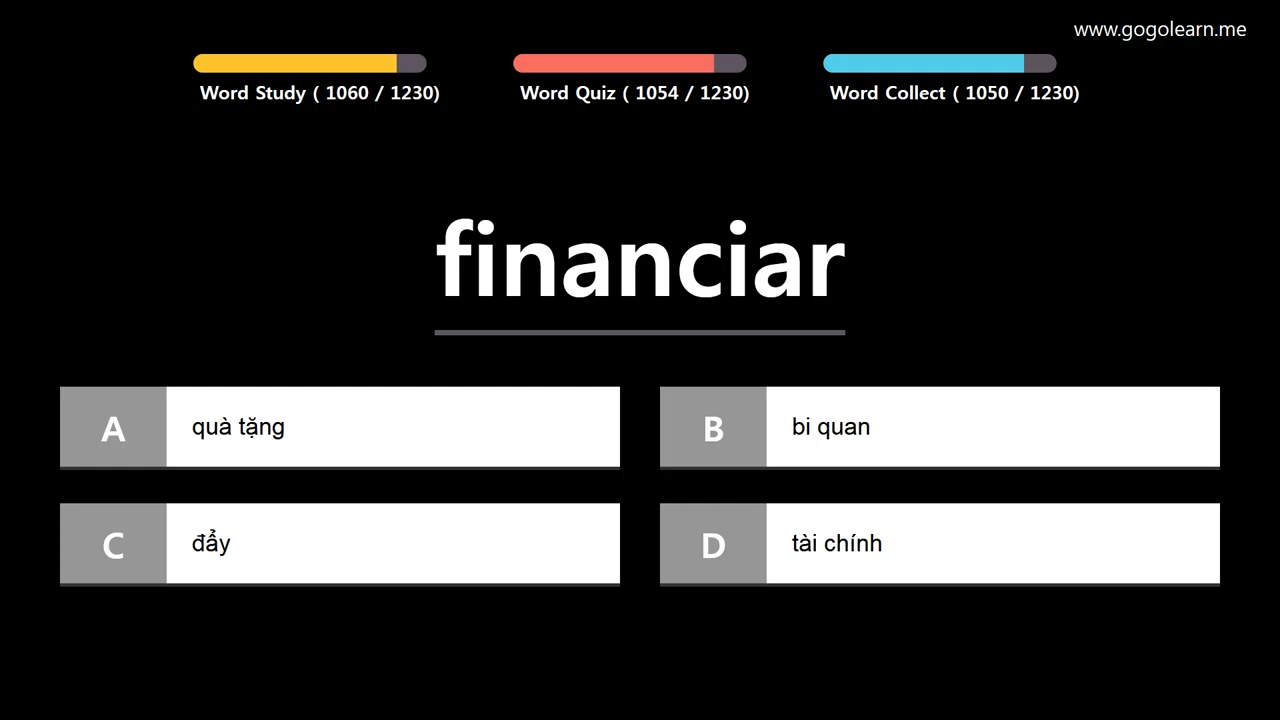 www.gogolearn.me
Word Study ( 1060 / 1230)
Word Quiz ( 1054 / 1230)
Word Collect ( 1050 / 1230)
financiar
A quà tặng
B bi quan
C đẩy
D tài chính